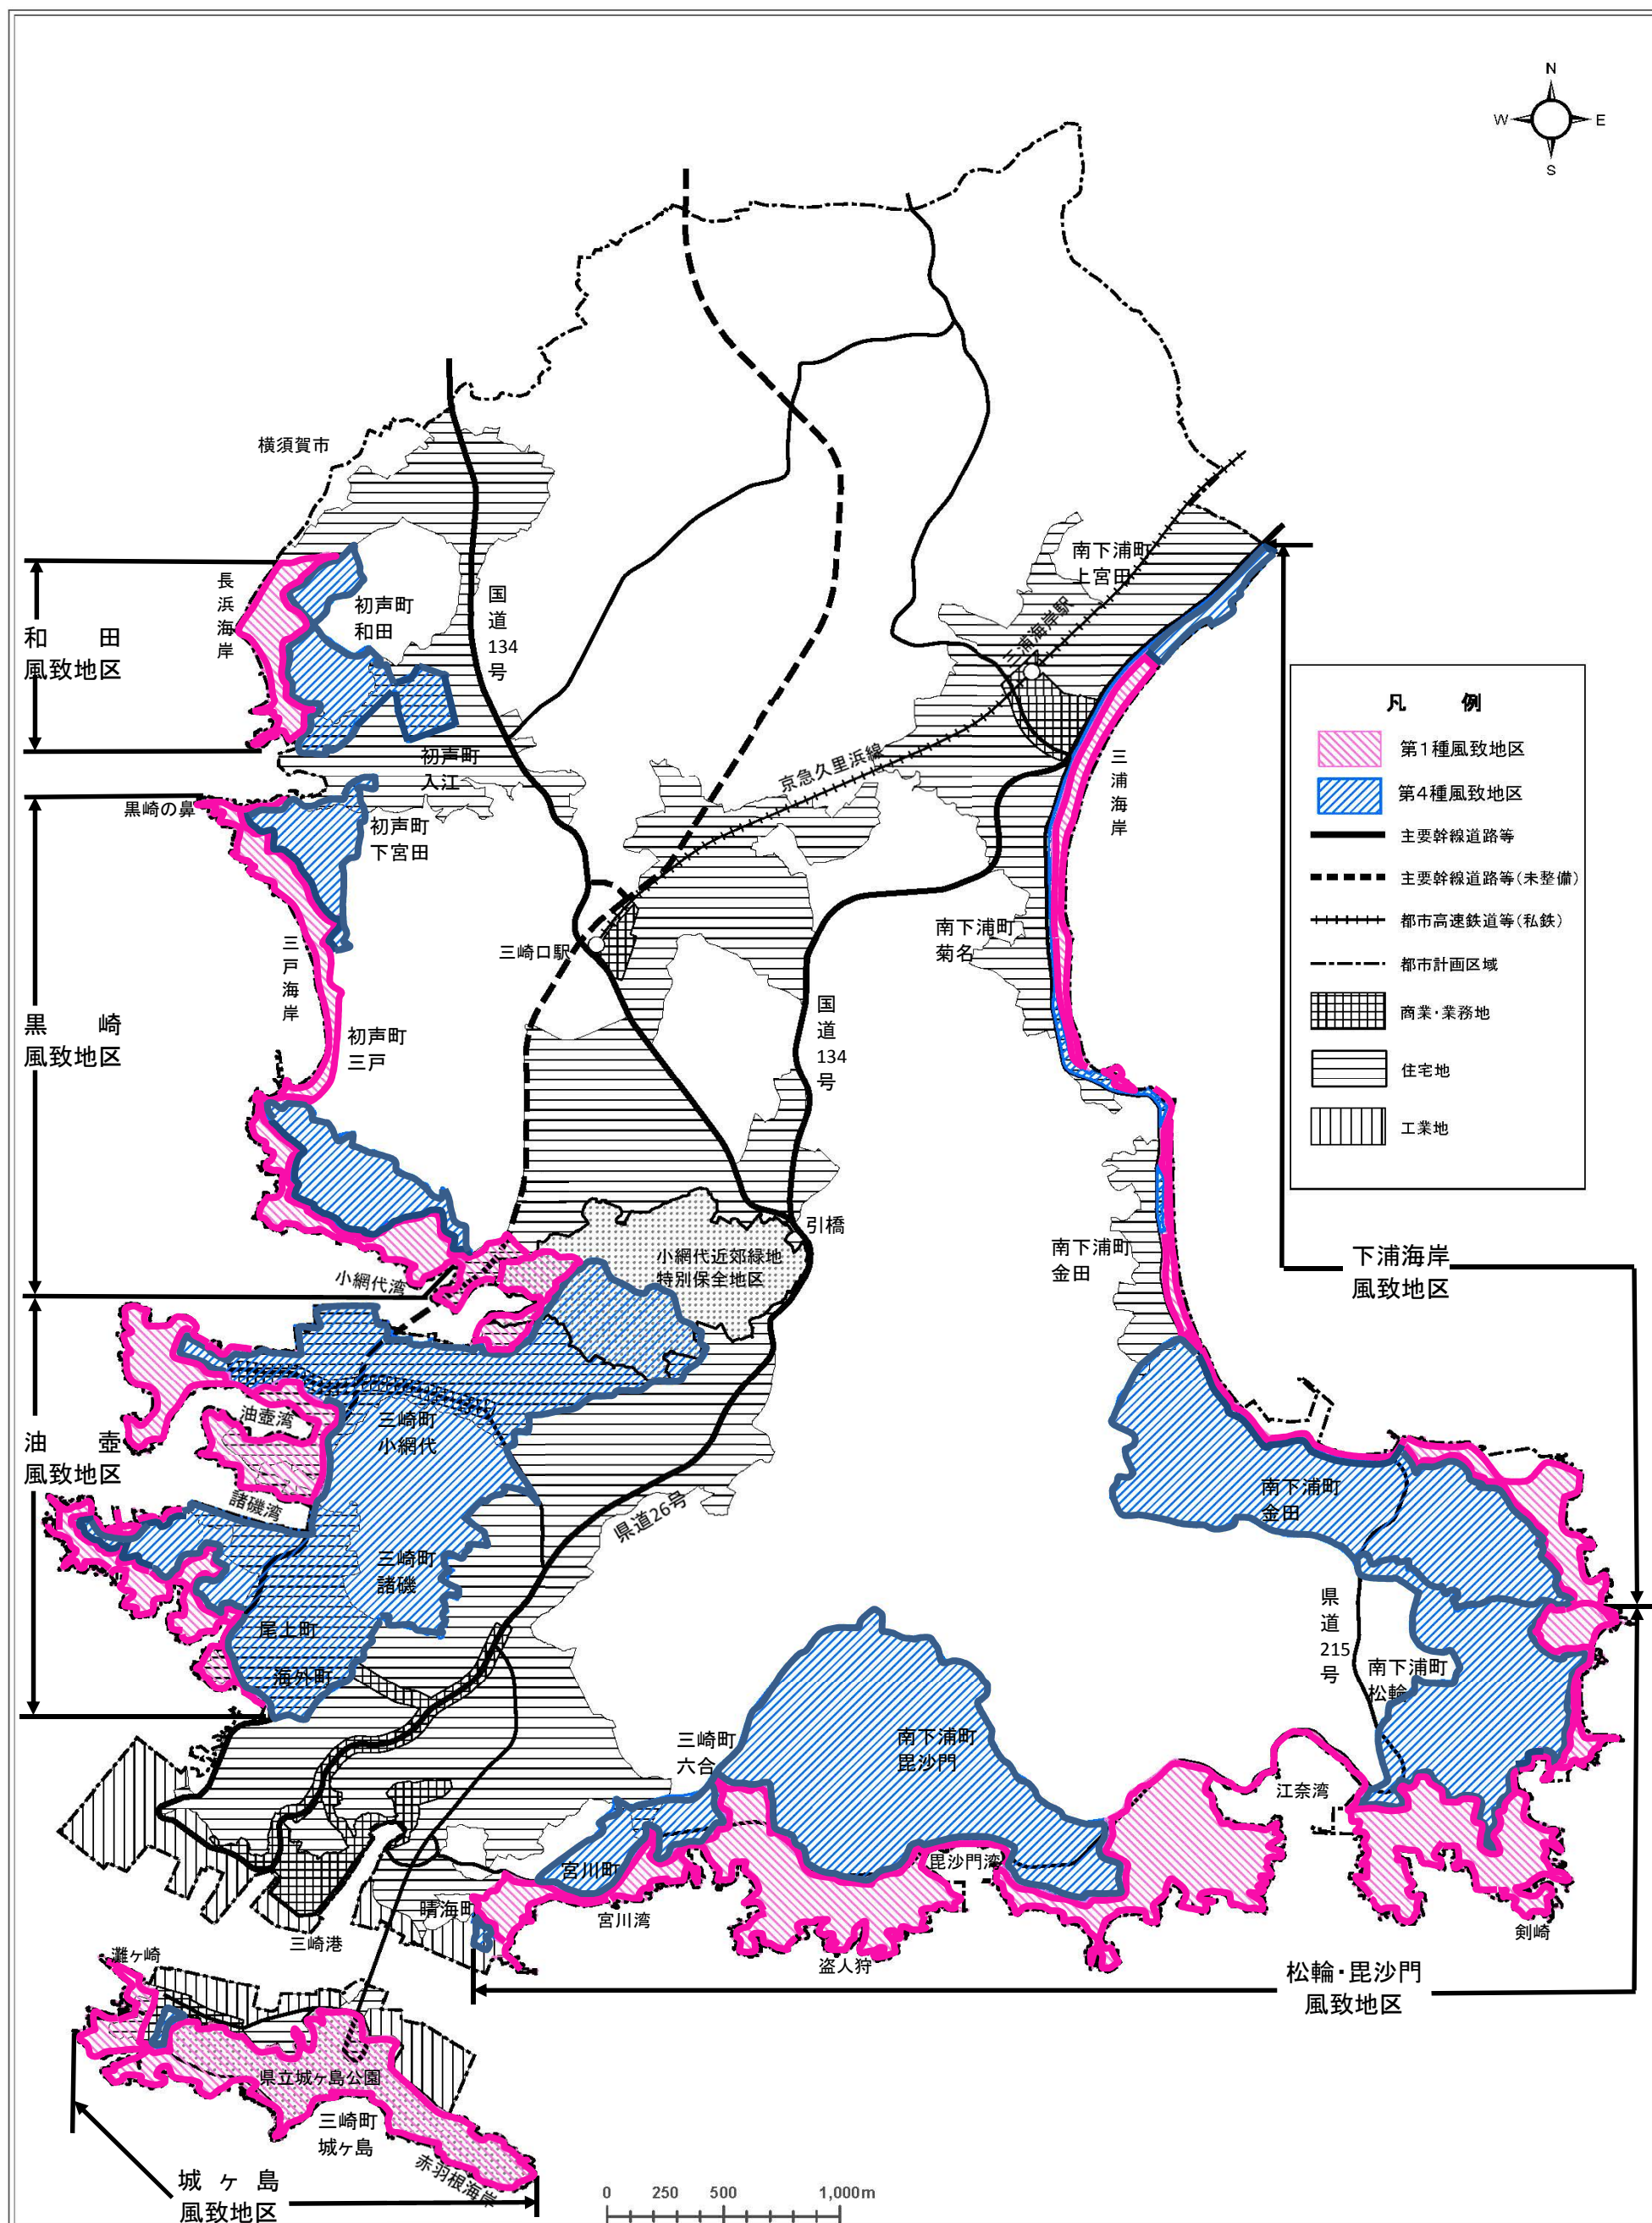 N
W
E
S
横須賀市
長浜海岸
初声町
和田
国道134号
南下浦町
上宮田
三浦海岸駅
和 田
風致地区
初声町
入江
京急久里浜線
三浦海岸
凡 例
第1種風致地区
第4種風致地区
主要幹線道路等
主要幹線道路等(未整備)
都市高速鉄道等(私鉄)
都市計画区域
商業・業務地
住宅地
工業地
黒崎の鼻
初声町
下宮田
三戸海岸
三崎口駅
南下浦町
菊名
黒 崎
風致地区
初声町
三戸
国道134号
引橋
小網代近郊緑地
特別保全地区
小網代湾
南下浦町
金田
下浦海岸
風致地区
油壺湾
三崎町
小網代
油 壺
風致地区
諸磯湾
県道26号
南下浦町
金田
三崎町
諸磯
尾上町
海外町
県道215号
南下浦町
松輪
三崎町
六合
南下浦町
毘沙門
江奈湾
宮川町
毘沙門湾
晴海町
宮川湾
三崎港
盗人狩
剣崎
灘ヶ崎
松輪・毘沙門
風致地区
県立城ヶ島公園
三崎町
城ヶ島
赤羽根海岸
城 ヶ 島
風致地区
0 250 500 1,000m